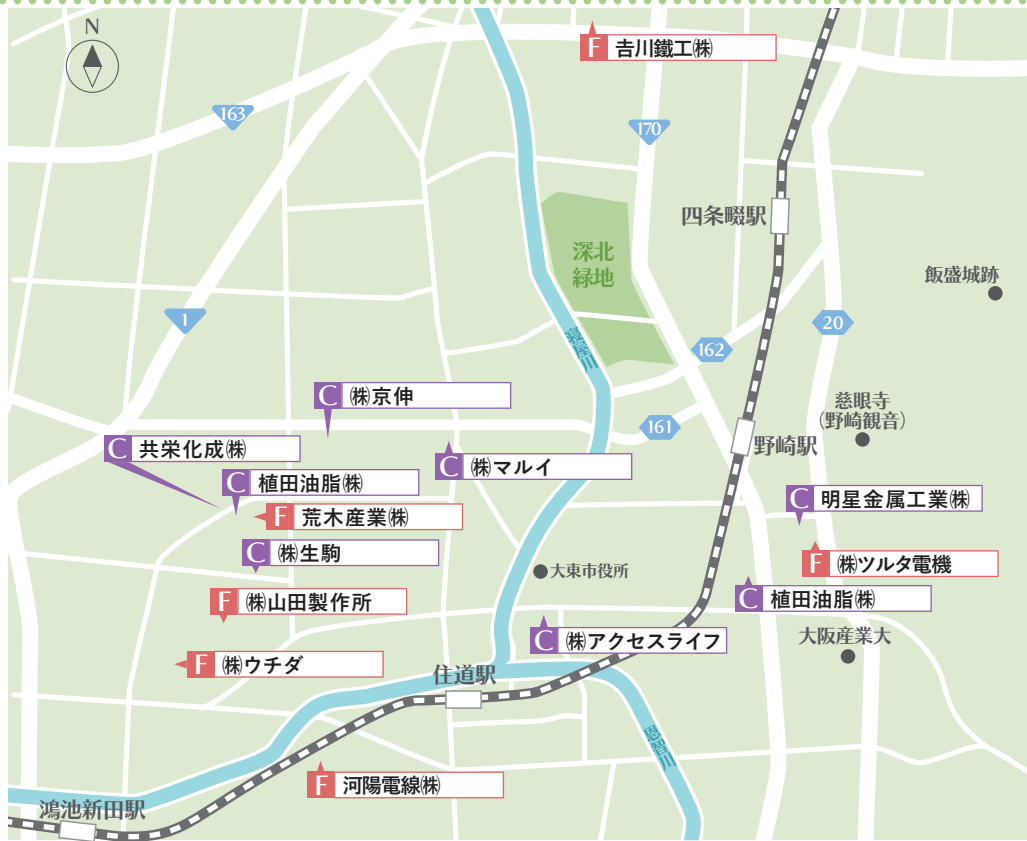 N
F 吉川鐵工㈱
163
170
四条畷駅
深北
緑地
飯盛城跡
1
20
寝屋川
162
C ㈱京伸
慈眼寺
(野崎観音)
161
野崎駅
C 共栄化成㈱
C ㈱マルイ
C 植田油脂㈱
C 明星金属工業㈱
F 荒木産業㈱
C ㈱生駒
F ㈱ツルタ電機
大東市役所
F ㈱山田製作所
C 植田油脂㈱
C ㈱アクセスライフ
大阪産業大
F ㈱ウチダ
住道駅
恩智川
F 河陽電線㈱
鴻池新田駅